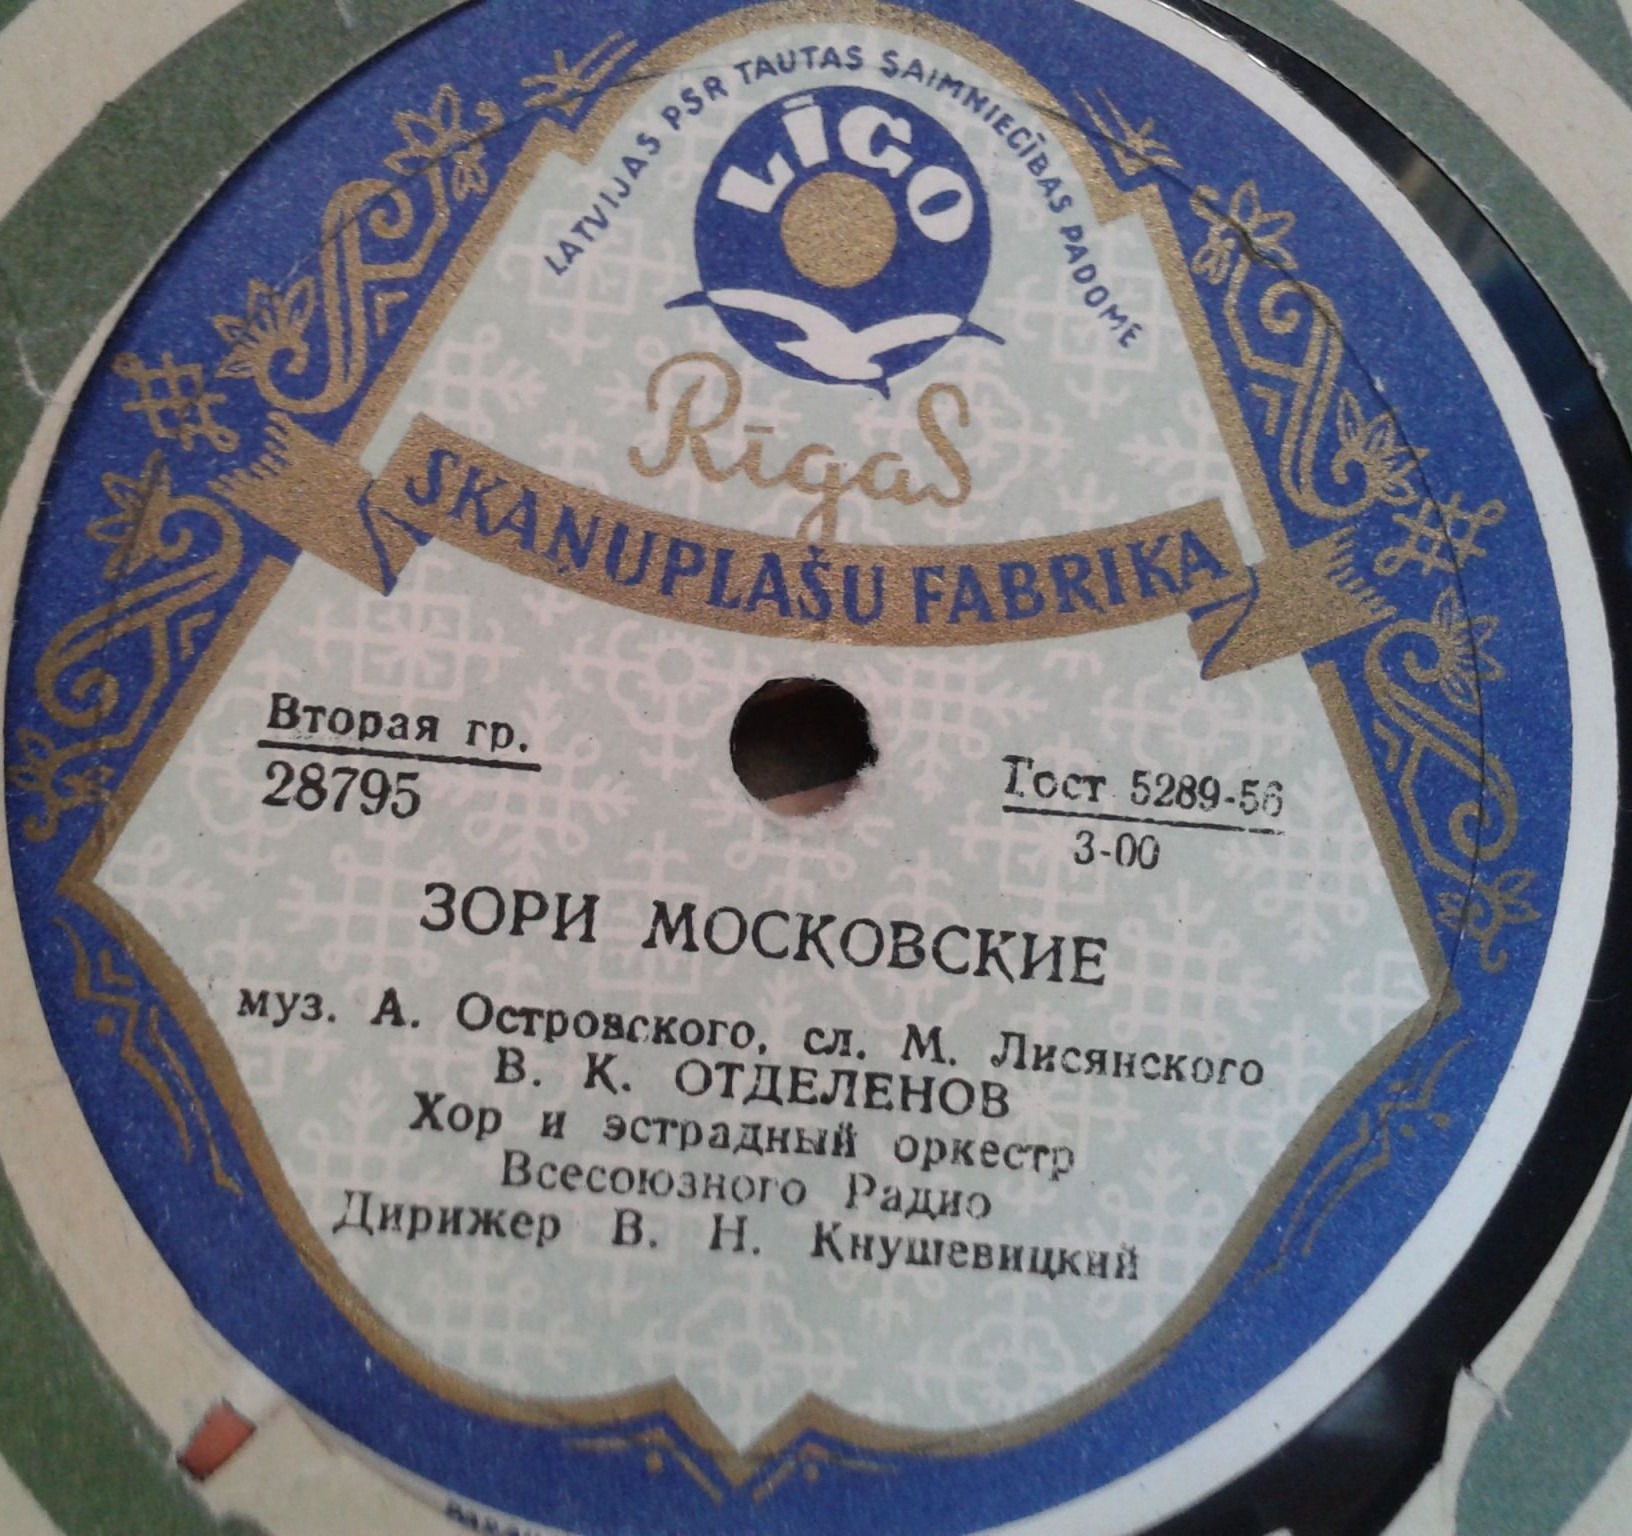 LATVIJAS PSR TAUTAS SAIMNIECĪBAS PADOME
LĪGO
Rīgas
SKAŅUPLAŠU FABRIKA
Вторая гр.
28795
Гост 5289-56
3-00
ЗОРИ МОСКОВСКИЕ
муз. А. Островского, сл. М. Лисянского
В. К. ОТДЕЛЕНОВ
Хор и эстрадный оркестр
Всесоюзного Радио
Дирижер В. Н. Кнушевицкий